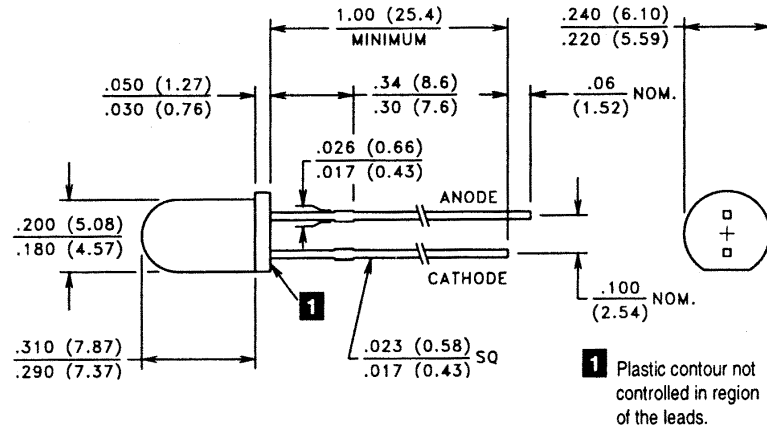 1.00 (25.4)
MINIMUM
.240 (6.10)
.220 (5.59)
.050 (1.27)
.030 (0.76)
.34 (8.6)
.30 (7.6)
.06
(1.52)
NOM.
.026 (0.66)
.017 (0.43)
ANODE
.200 (5.08)
.180 (4.57)
CATHODE
1
.100
(2.54)
NOM.
.310 (7.87)
.290 (7.37)
.023 (0.58)
.017 (0.43)
SQ
1 Plastic contour not
controlled in region
of the leads.